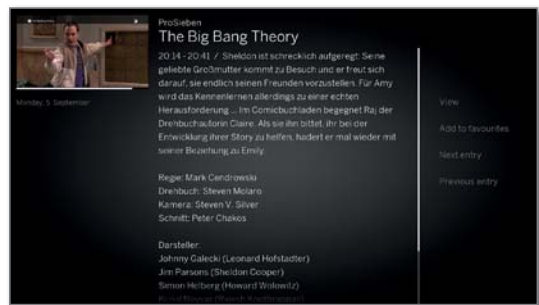 ProSieben
The Big Bang Theory
20:14 - 20:41 / Sheldon ist schrecklich aufgeregt: Seine
geliebte Großmutter kommt zu Besuch und er freut sich
darauf, sie endlich seinen Freunden vorzustellen. Für Amy
wird das Kennenlernen allerdings zu einer echten
Herausforderung ... Im Comicbuchladen begegnet Raj der
Drehbuchautorin Claire. Als sie ihn bittet, ihr bei der
Entwicklung ihrer Story zu helfen, hadert er mal wieder mit
seiner Beziehung zu Emily.
Regie: Mark Cendrowski
Drehbuch: Steven Molaro
Kamera: Steven V. Silver
Schnitt: Peter Chakos
Darsteller:
Johnny Galecki (Leonard Hofstadter)
Jim Parsons (Sheldon Cooper)
Simon Helberg (Howard Wolowitz)
Monday, 5. September
View
Add to favourites
Next entry
Previous entry